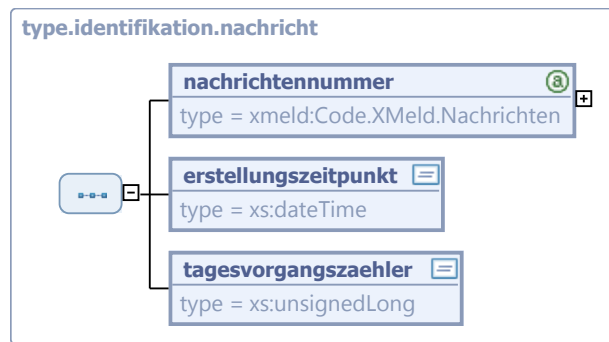 type.identifikation.nachricht
nachrichtennummer
type = xmeld:Code.XMeld.Nachrichten
erstellungszeitpunkt
type = xs:dateTime
tagesvorgangszaehler
type = xs:unsignedLong